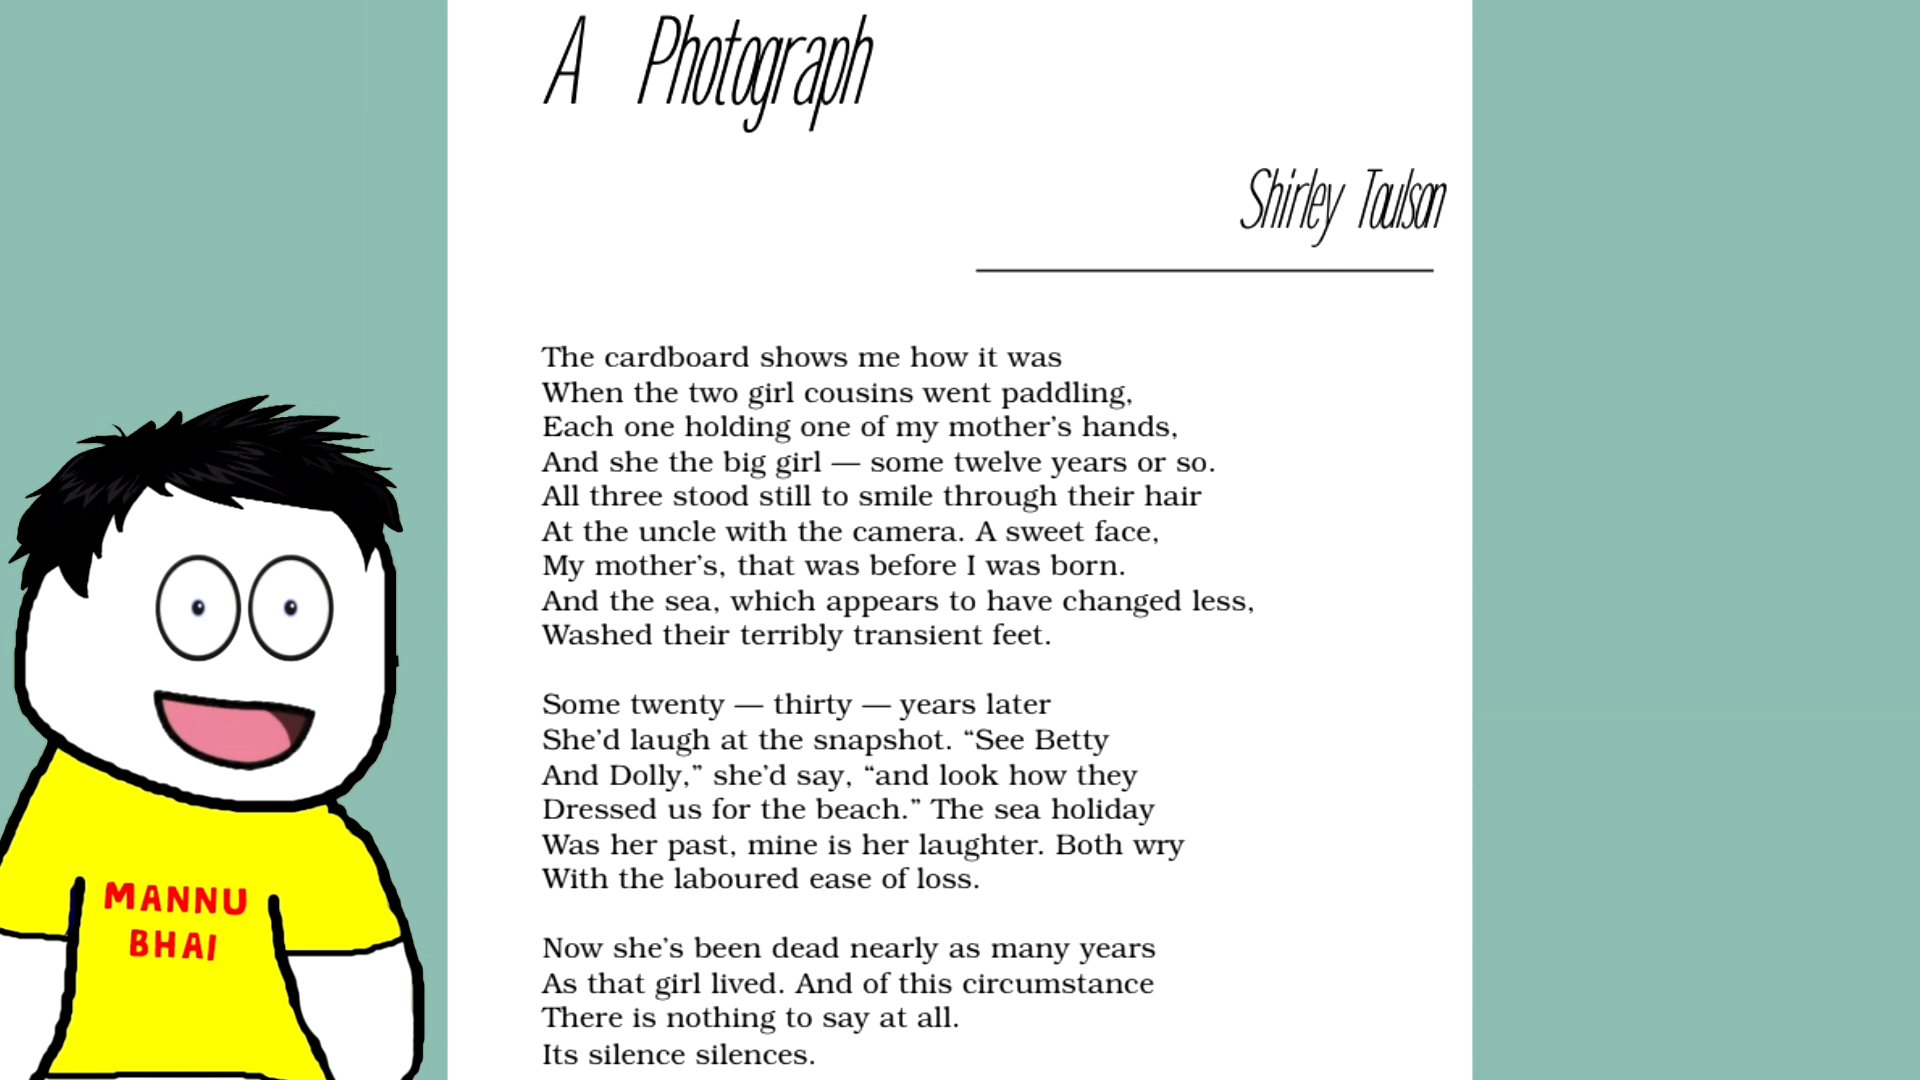 A Photograph
Shirley Toulson
The cardboard shows me how it was
When the two girl cousins went paddling,
Each one holding one of my mother’s hands,
And she the big girl — some twelve years or so.
All three stood still to smile through their hair
At the uncle with the camera. A sweet face,
My mother’s, that was before I was born.
And the sea, which appears to have changed less,
Washed their terribly transient feet.
Some twenty — thirty — years later
She’d laugh at the snapshot. “See Betty
And Dolly,” she’d say, “and look how they
Dressed us for the beach.” The sea holiday
Was her past, mine is her laughter. Both wry
With the laboured ease of loss.
Now she’s been dead nearly as many years
As that girl lived. And of this circumstance
There is nothing to say at all.
Its silence silences.
MANNU
BHAI